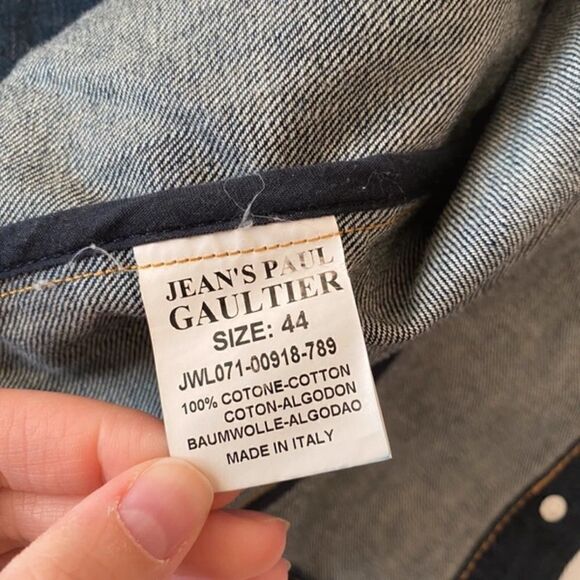 JEAN'S PAUL
GAULTIER
SIZE: 44
JWL071-00918-789
100% COTONE-COTTON
COTON-ALGODON
BAUMWOLLE-ALGODAO
MADE IN ITALY